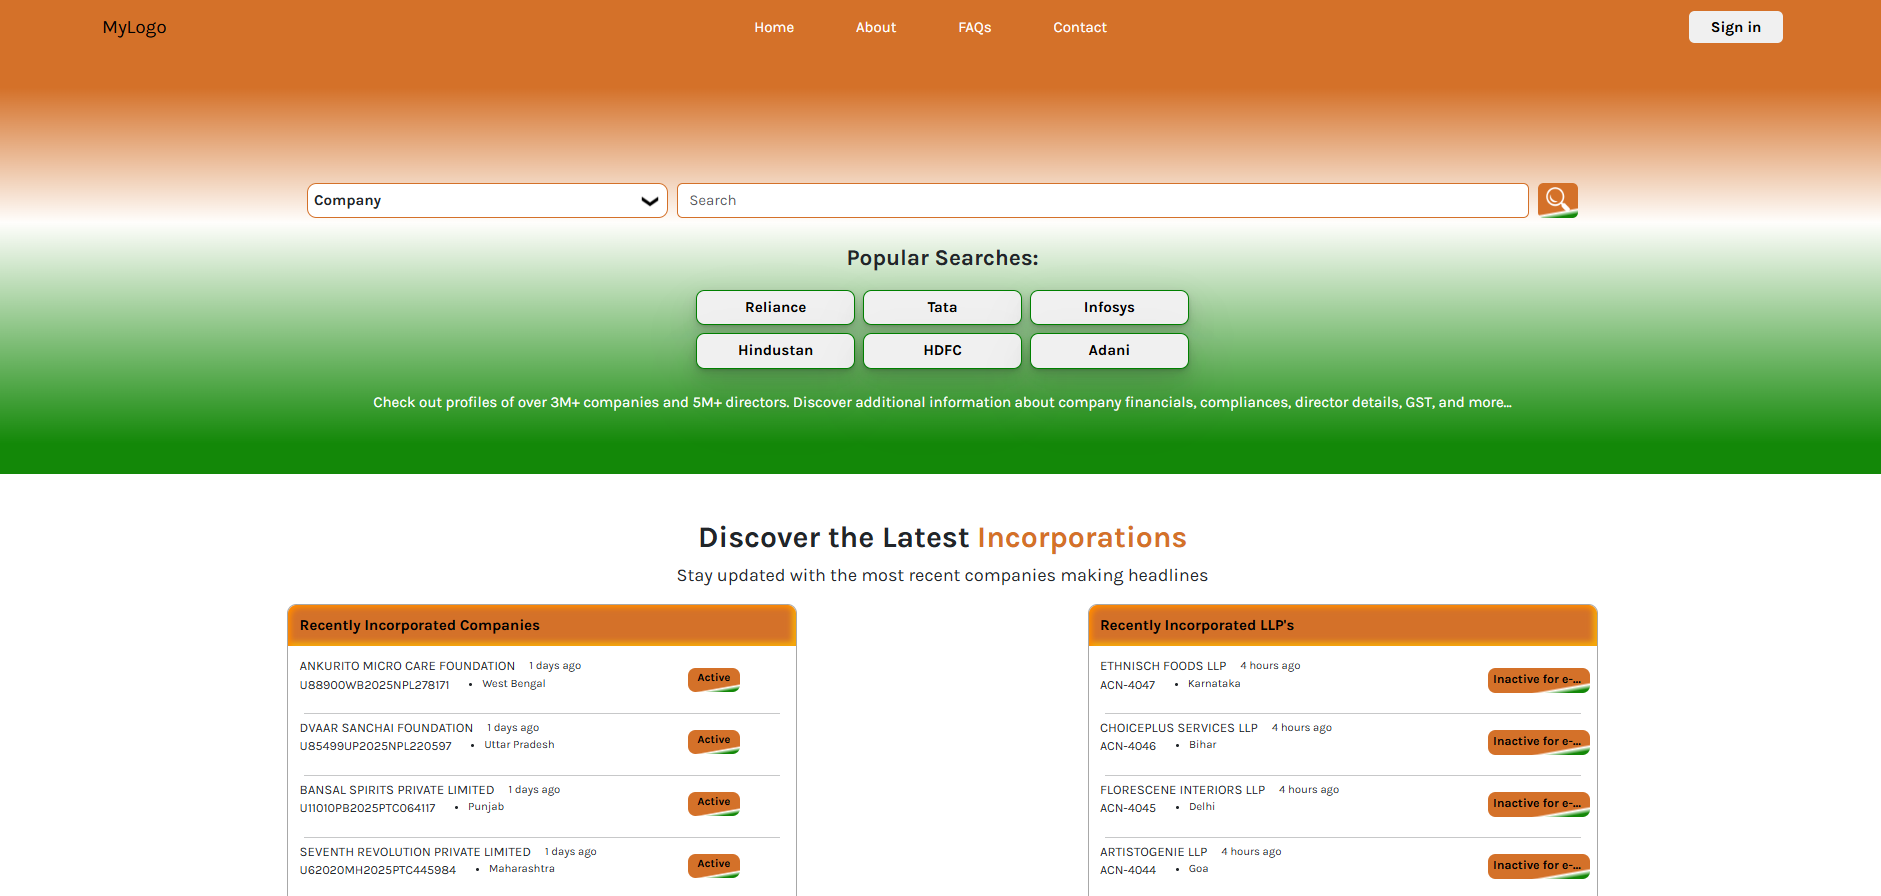 MyLogo
Home About FAQs Contact
Sign in
Company
Search
Popular Searches:
Reliance Tata Infosys
Hindustan HDFC Adani
Check out profiles of over 3M+ companies and 5M+ directors. Discover additional information about company financials, compliances, director details, GST, and more...
Discover the Latest Incorporations
Stay updated with the most recent companies making headlines
Recently Incorporated Companies
ANKURITO MICRO CARE FOUNDATION 1 days ago
U88900WB2025NPL278171 • West Bengal
Active
DVAAR SANCHAI FOUNDATION 1 days ago
U85499UP2025NPL220597 • Uttar Pradesh
Active
BANSAL SPIRITS PRIVATE LIMITED 1 days ago
U11010PB2025PTC064117 • Punjab
Active
SEVENTH REVOLUTION PRIVATE LIMITED 1 days ago
U62020MH2025PTC445984 • Maharashtra
Active
Recently Incorporated LLP's
ETHNISCH FOODS LLP 4 hours ago
ACN-4047 • Karnataka
Inactive for e-...
CHOICEPLUS SERVICES LLP 4 hours ago
ACN-4046 • Bihar
Inactive for e-...
FLORESCENE INTERIORS LLP 4 hours ago
ACN-4045 • Delhi
Inactive for e-...
ARTISTOGENIE LLP 4 hours ago
ACN-4044 • Goa
Inactive for e-...